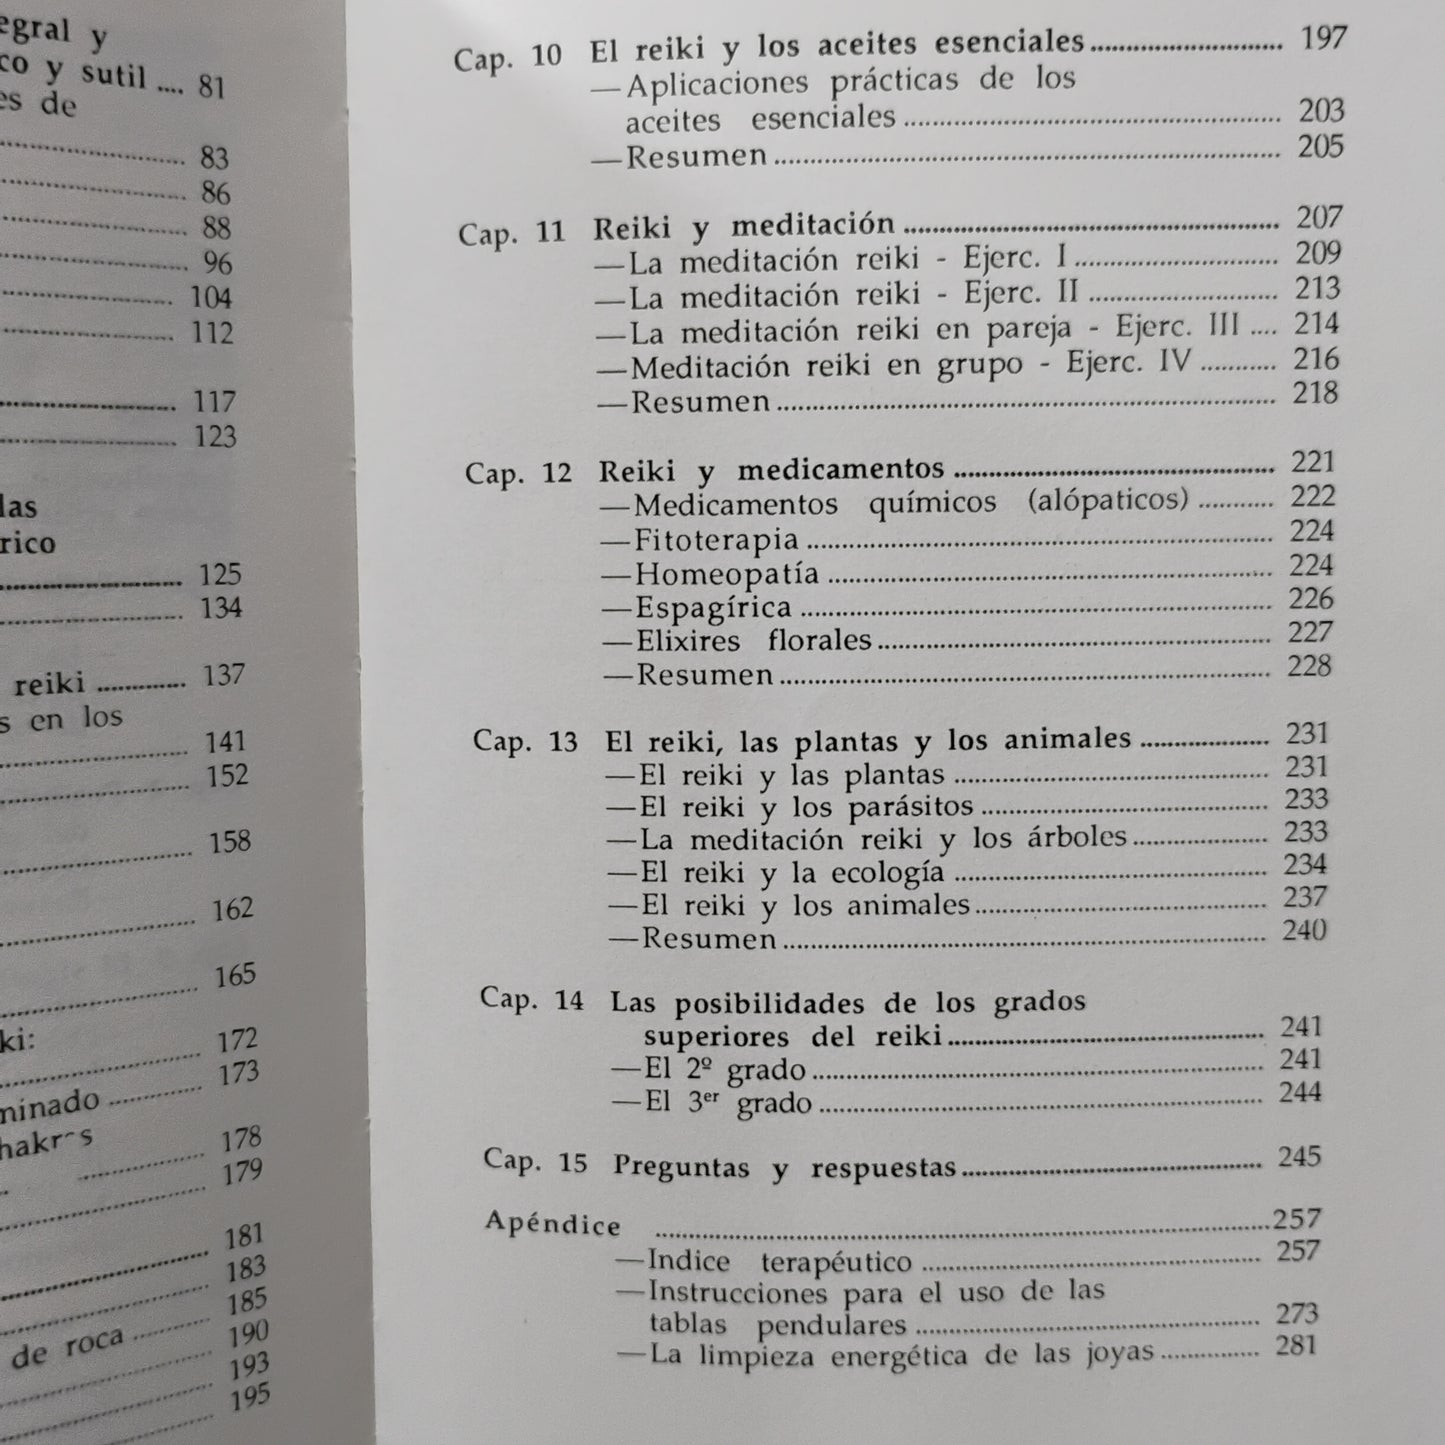 egral y
co y sutil .... 81
es de
83
86
88
96
104
112
117
123
las
rico
125
134
reiki ............. 137
s en los
141
152
158
162
165
ki:
172
minado ............ 173
178
179
181
183
185
de roca ......... 190
193
195
Cap. 10 El reiki y los aceites esenciales ........................... 197
—Aplicaciones prácticas de los
aceites esenciales ..................................................... 203
—Resumen ...................................................................... 205
Cap. 11 Reiki y meditación ..................................................... 207
—La meditación reiki - Ejerc. I ............................. 209
—La meditación reiki - Ejerc. II ........................... 213
—La meditación reiki en pareja - Ejerc. III .... 214
—Meditación reiki en grupo - Ejerc. IV ........... 216
—Resumen ...................................................................... 218
Cap. 12 Reiki y medicamentos ............................................. 221
—Medicamentos químicos (alópaticos) ........... 222
—Fitoterapia ................................................................. 224
—Homeopatía .............................................................. 224
—Espagírica .................................................................. 226
—Elixires florales ....................................................... 227
—Resumen .................................................................... 228
Cap. 13 El reiki, las plantas y los animales .................. 231
—El reiki y las plantas ............................................ 231
—El reiki y los parásitos ........................................ 233
—La meditación reiki y los árboles ................... 233
—El reiki y la ecología ............................................ 234
—El reiki y los animales ......................................... 237
—Resumen .................................................................... 240
Cap. 14 Las posibilidades de los grados
superiores del reiki ............................................. 241
—El 2º grado ............................................................... 241
—El 3er grado .............................................................. 244
Cap. 15 Preguntas y respuestas ........................................... 245
Apéndice ........................................................................................257
—Indice terapéutico ................................................ 257
—Instrucciones para el uso de las
tablas pendulares ................................................. 273
—La limpieza energética de las joyas .............. 281